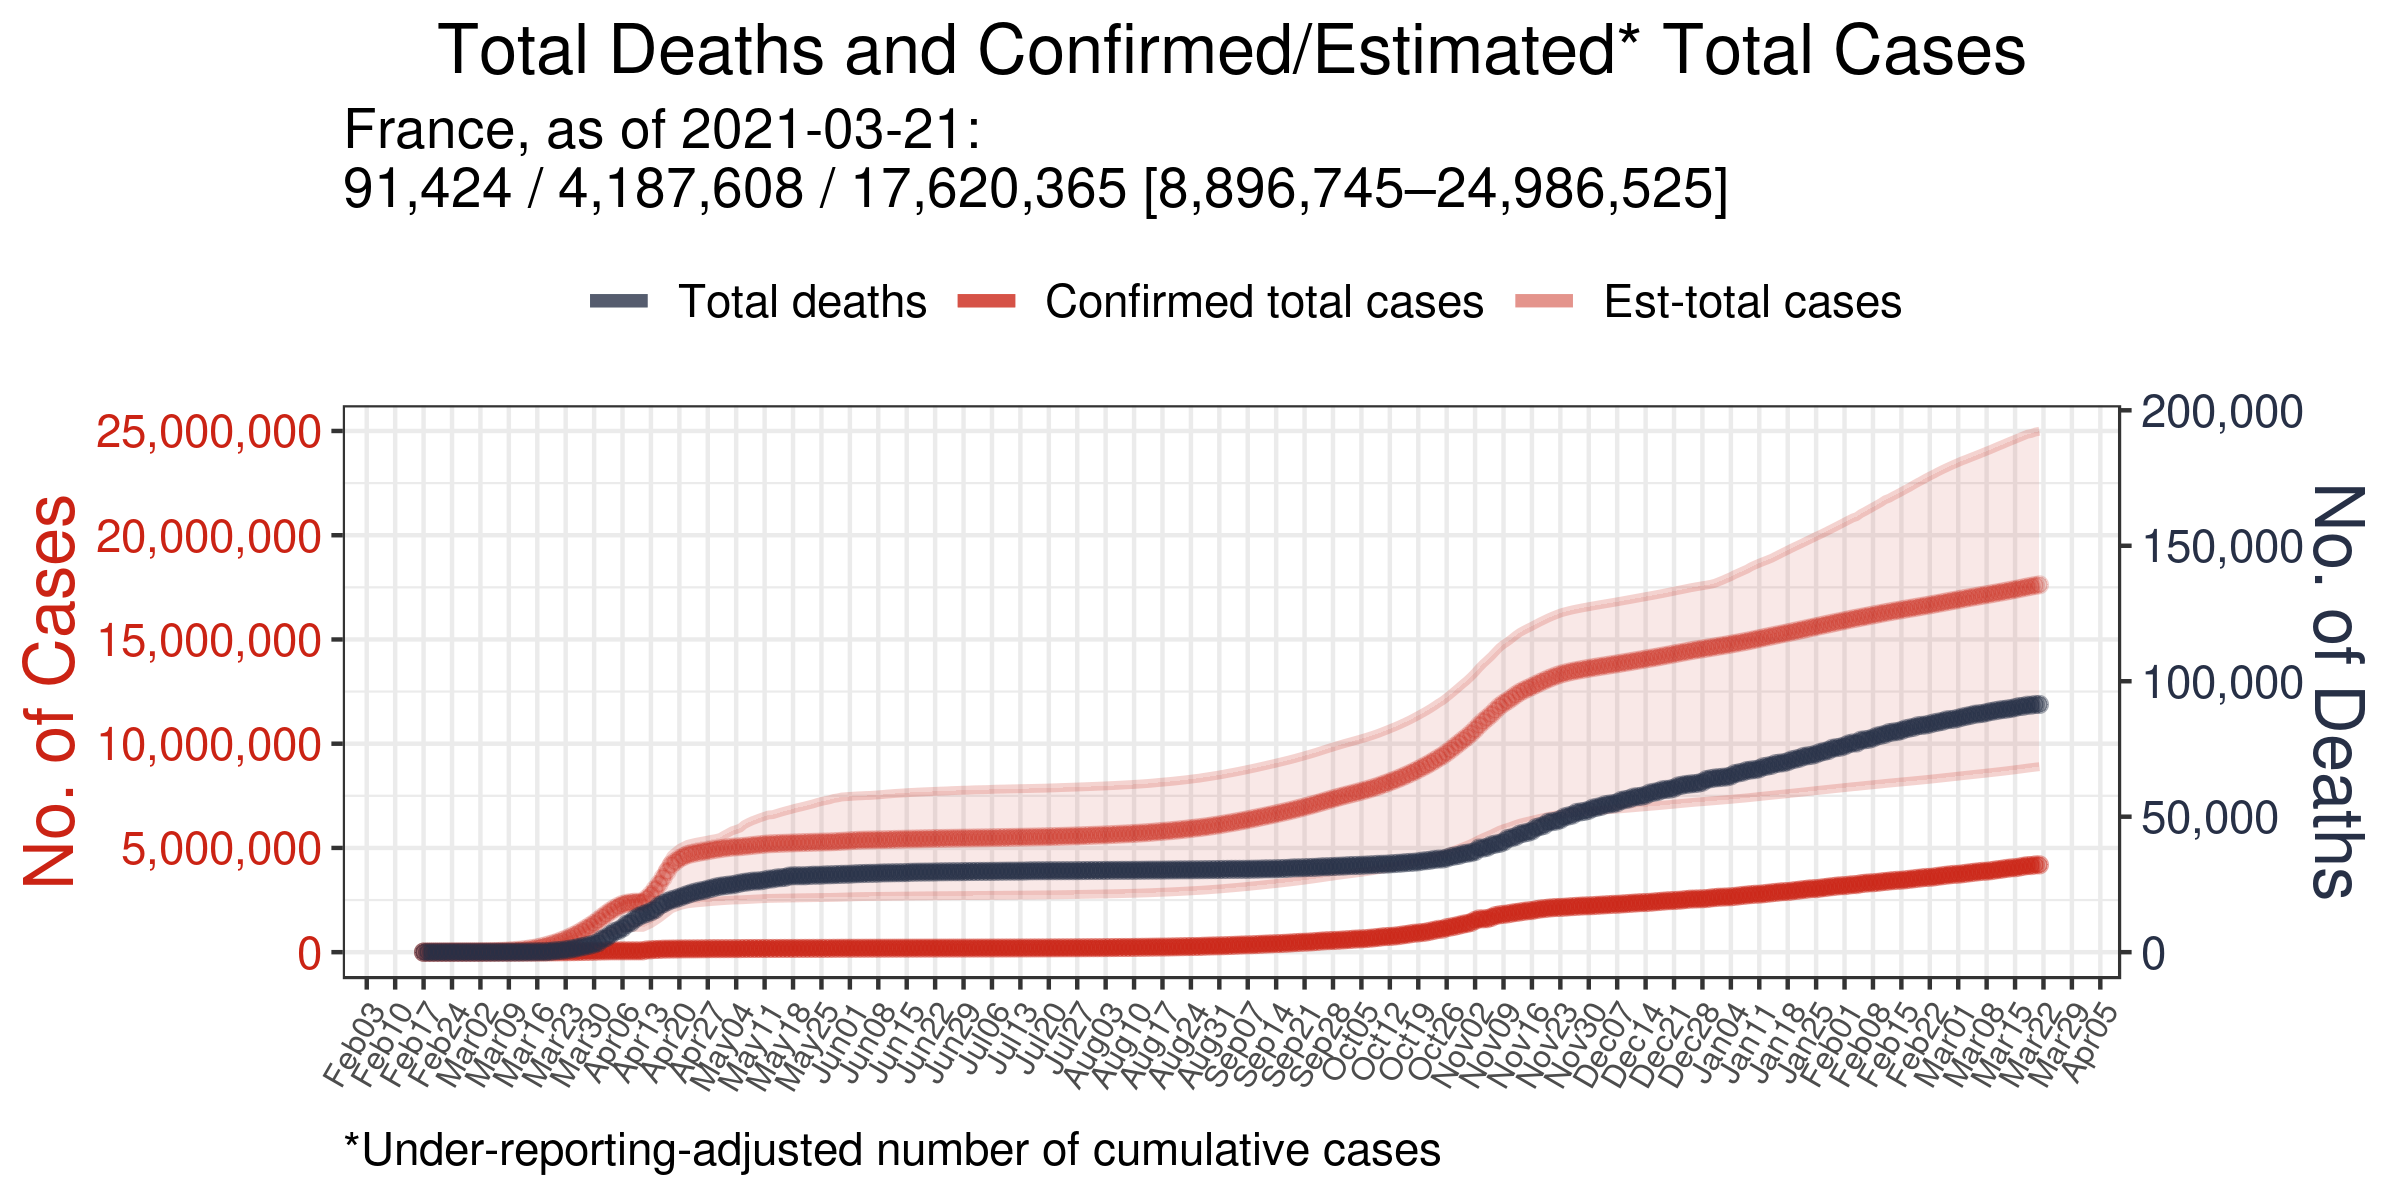 Total Deaths and Confirmed/Estimated* Total Cases
France, as of 2021-03-21:
91,424 / 4,187,608 / 17,620,365 [8,896,745–24,986,525]
Total deaths
Confirmed total cases
Est-total cases
No. of Cases
25,000,000
20,000,000
15,000,000
10,000,000
5,000,000
0
200,000
150,000
100,000
50,000
0
No. of Deaths
Feb03
Feb10
Feb17
Feb24
Mar02
Mar09
Mar16
Mar23
Mar30
Apr06
Apr13
Apr20
Apr27
May04
May11
May18
May25
Jun01
Jun08
Jun15
Jun22
Jun29
Jul06
Jul13
Jul20
Jul27
Aug03
Aug10
Aug17
Aug24
Aug31
Sep07
Sep14
Sep21
Sep28
Oct05
Oct12
Oct19
Oct26
Nov02
Nov09
Nov16
Nov23
Nov30
Dec07
Dec14
Dec21
Dec28
Jan04
Jan11
Jan18
Jan25
Feb01
Feb08
Feb15
Feb22
Mar01
Mar08
Mar15
Mar22
Mar29
Apr05
*Under-reporting-adjusted number of cumulative cases